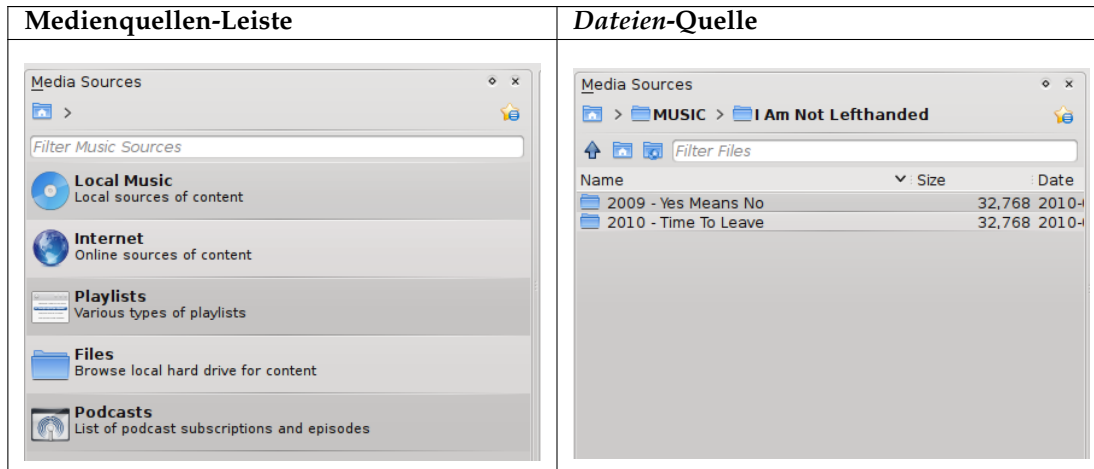 Medienquellen-Leiste
Dateien-Quelle
Media Sources
>
Filter Music Sources
Local Music
Local sources of content
Internet
Online sources of content
Playlists
Various types of playlists
Files
Browse local hard drive for content
Podcasts
List of podcast subscriptions and episodes
Media Sources
> MUSIC > I Am Not Lefthanded
Filter Files
Name Size Date
2009 - Yes Means No 32,768 2010-
2010 - Time To Leave 32,768 2010-